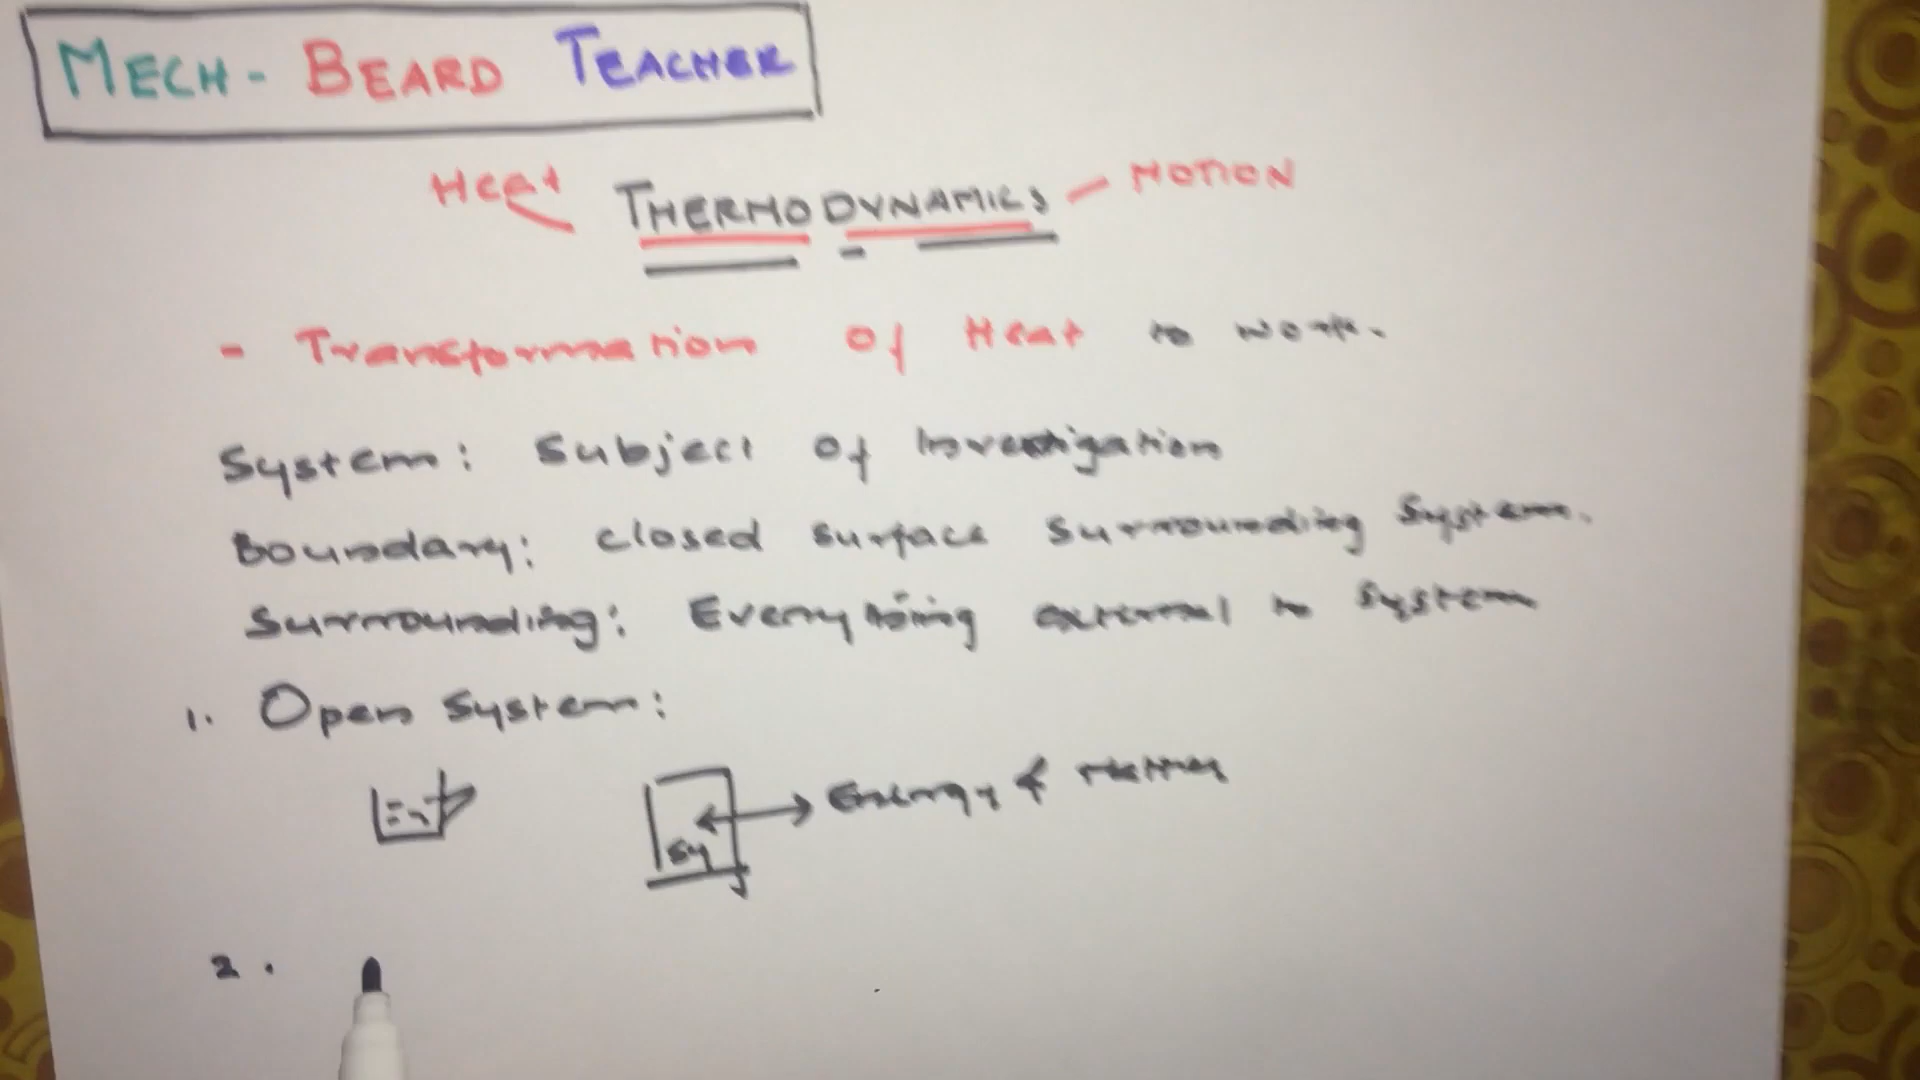 MECH - BEARD TEACHER
Heat THERMODYNAMICS - MOTION
- Transformation of Heat to work.
System: Subject of Investigation
Boundary: closed surface surrounding system.
Surrounding: Everything external to system
1. Open system:
Sy Energy & Matter
2.